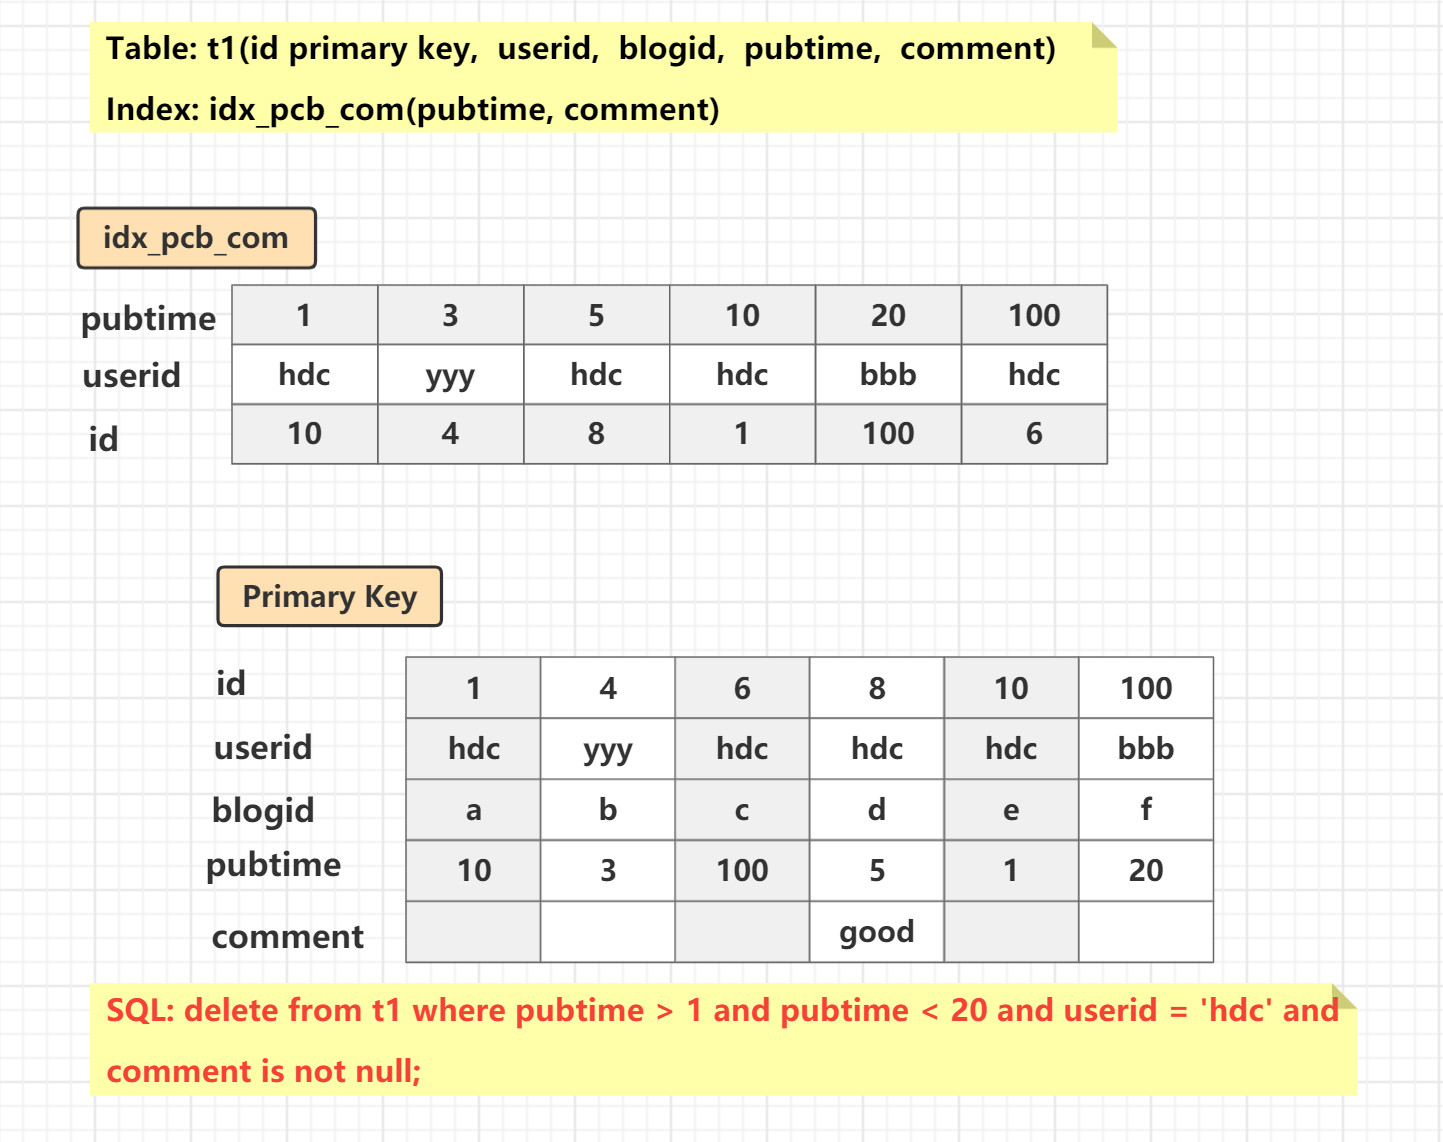 Table: t1(id primary key, userid, blogid, pubtime, comment)
Index: idx_pcb_com(pubtime, comment)
idx_pcb_com
pubtime 1 3 5 10 20 100
userid hdc yyy hdc hdc bbb hdc
id 10 4 8 1 100 6
Primary Key
id 1 4 6 8 10 100
userid hdc yyy hdc hdc hdc bbb
blogid a b c d e f
pubtime 10 3 100 5 1 20
comment good
SQL: delete from t1 where pubtime > 1 and pubtime < 20 and userid = 'hdc' and
comment is not null;